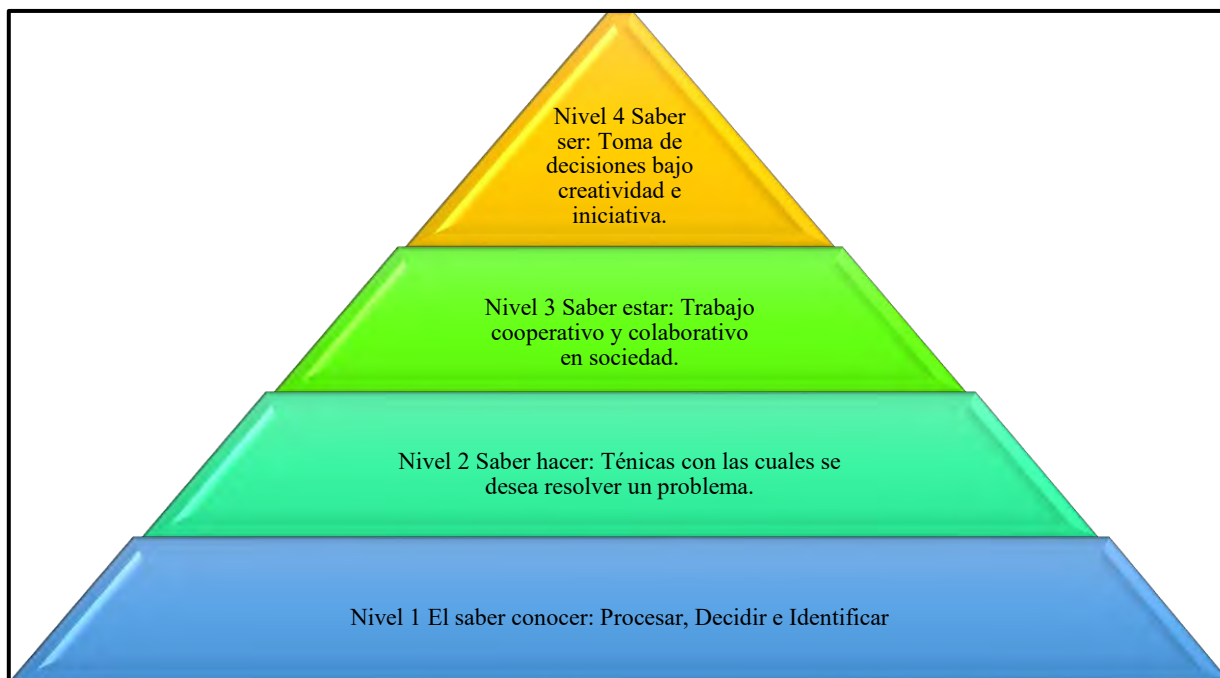 Nivel 4 Saber
ser: Toma de
decisiones bajo
creatividad e
iniciativa.
Nivel 3 Saber estar: Trabajo
cooperativo y colaborativo
en sociedad.
Nivel 2 Saber hacer: Ténicas con las cuales se
desea resolver un problema.
Nivel 1 El saber conocer: Procesar, Decidir e Identificar